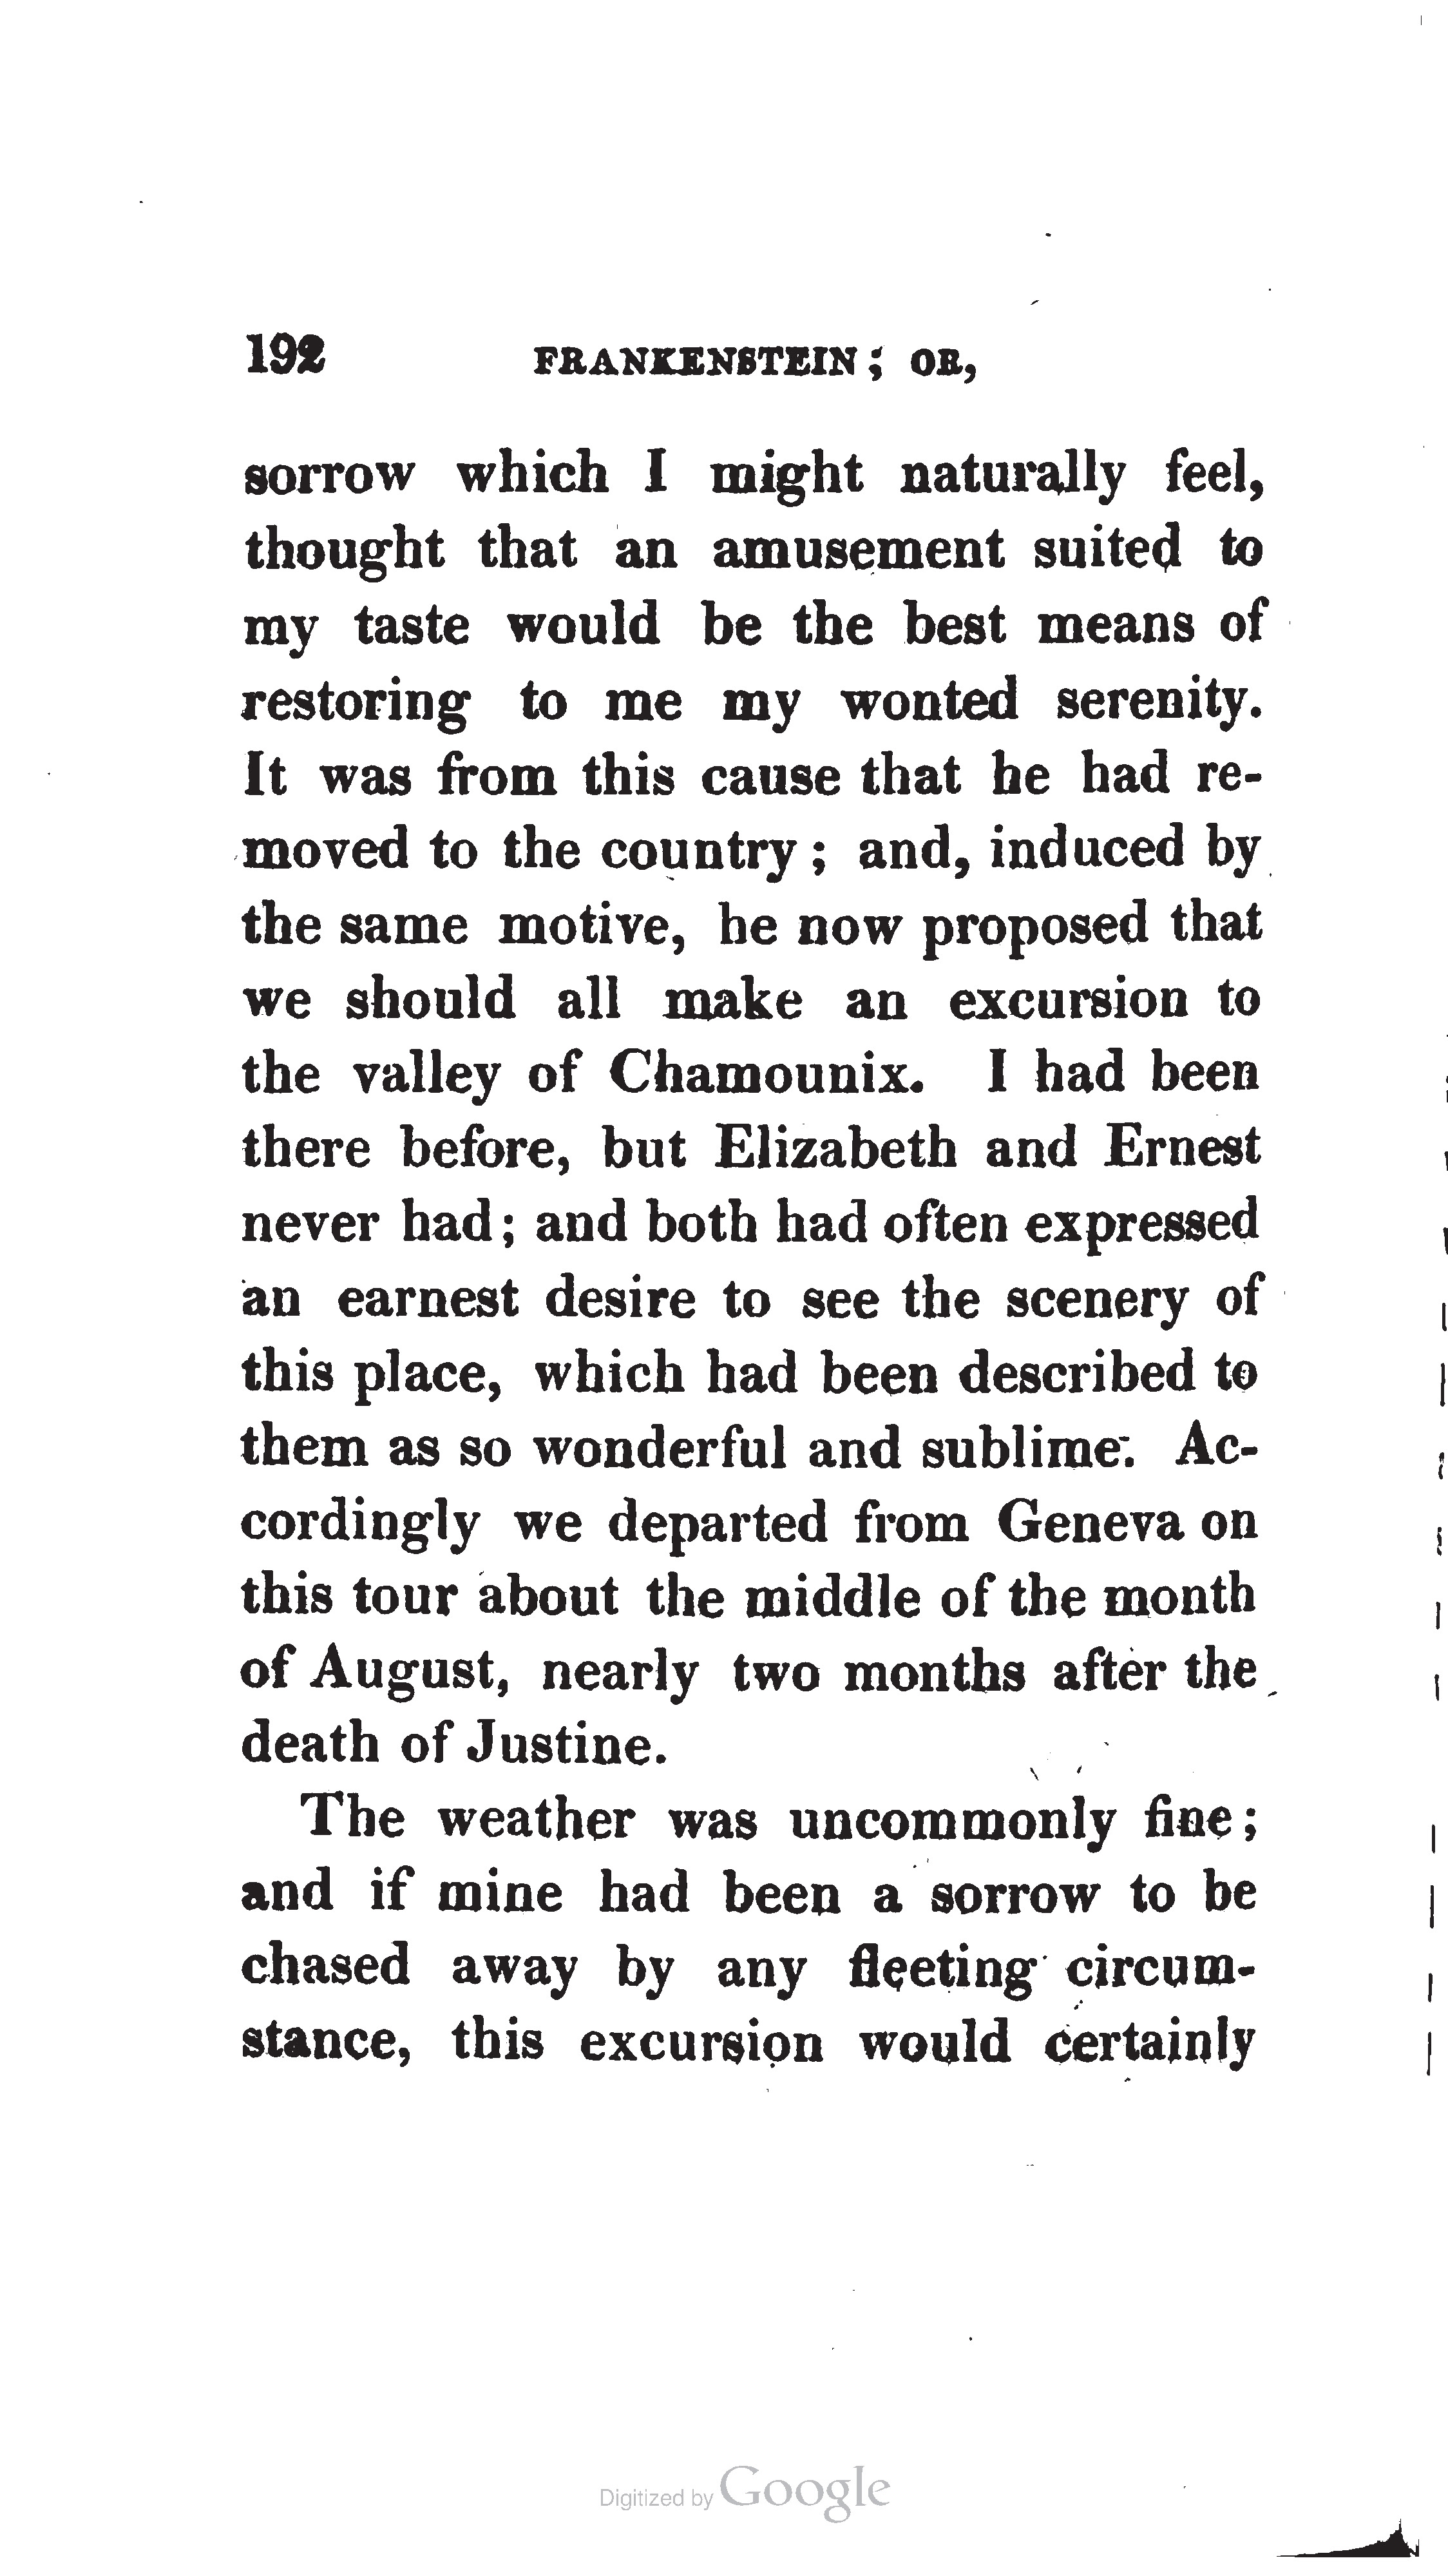 192 FRANKENSTEIN; OR,
sorrow which I might naturally feel,
thought that an amusement suited to
my taste would be the best means of
restoring to me my wonted serenity.
It was from this cause that he had re-
moved to the country; and, induced by
the same motive, he now proposed that
we should all make an excursion to
the valley of Chamounix. I had been
there before, but Elizabeth and Ernest
never had; and both had often expressed
an earnest desire to see the scenery of
this place, which had been described to
them as so wonderful and sublime. Ac-
cordingly we departed from Geneva on
this tour about the middle of the month
of August, nearly two months after the
death of Justine.
The weather was uncommonly fine;
and if mine had been a sorrow to be
chased away by any fleeting circum-
stance, this excursion would certainly
Digitized by Google